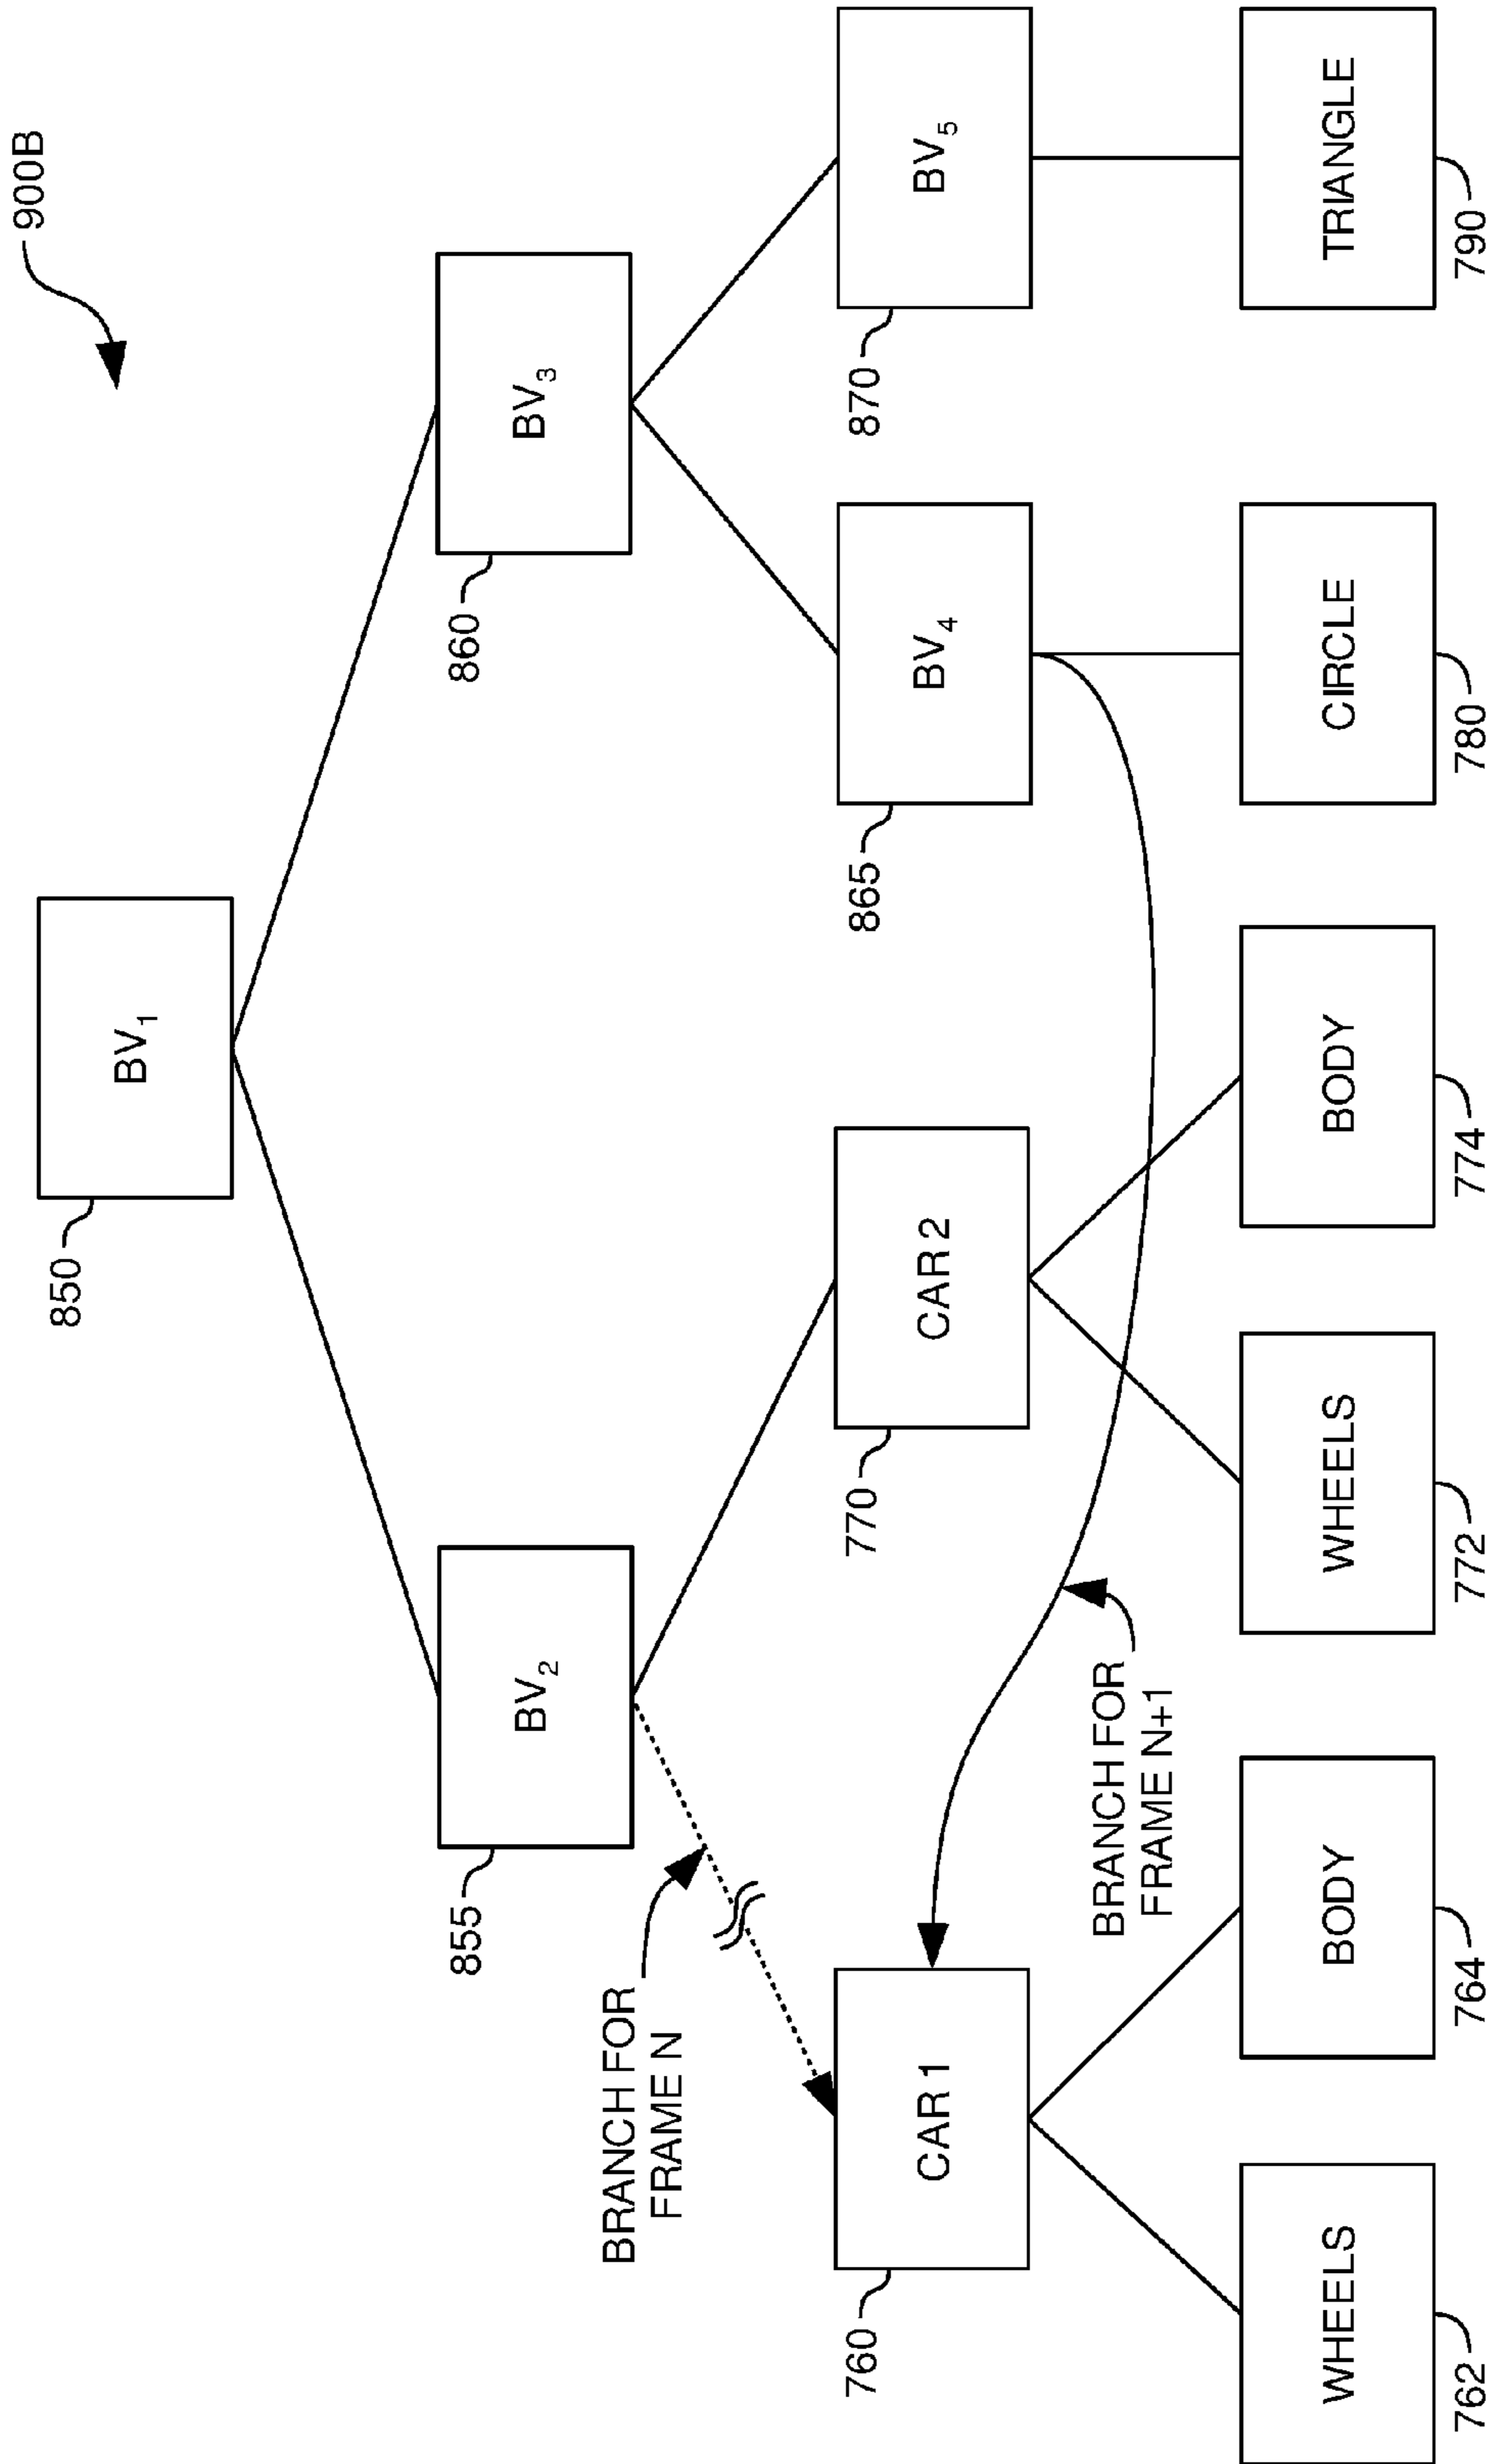 900B
BV1
850
BV2
855
BV3
860
BRANCH FOR
FRAME N
CAR 1
760
CAR 2
770
BV4
865
BV5
870
BRANCH FOR
FRAME N+1
WHEELS
762
BODY
764
WHEELS
772
BODY
774
CIRCLE
780
TRIANGLE
790